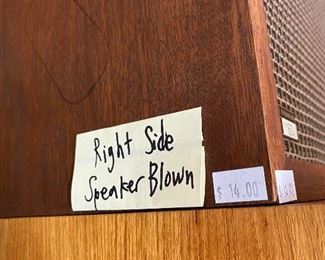 Right Side
Speaker Blown
$ 14.00